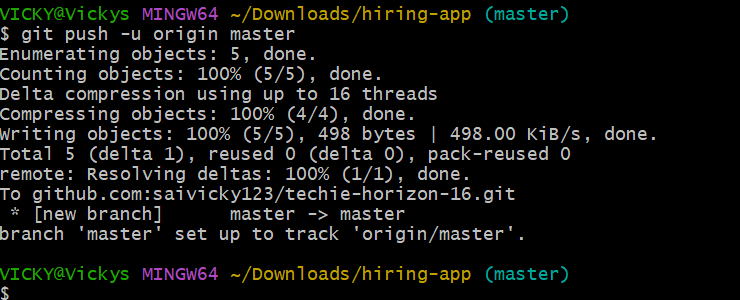 VICKY@Vickys MINGW64 ~/Downloads/hiring-app (master)
$ git push -u origin master
Enumerating objects: 5, done.
Counting objects: 100% (5/5), done.
Delta compression using up to 16 threads
Compressing objects: 100% (4/4), done.
Writing objects: 100% (5/5), 498 bytes | 498.00 KiB/s, done.
Total 5 (delta 1), reused 0 (delta 0), pack-reused 0
remote: Resolving deltas: 100% (1/1), done.
To github.com:saivicky123/techie-horizon-16.git
 * [new branch]      master -> master
branch 'master' set up to track 'origin/master'.
VICKY@Vickys MINGW64 ~/Downloads/hiring-app (master)
$